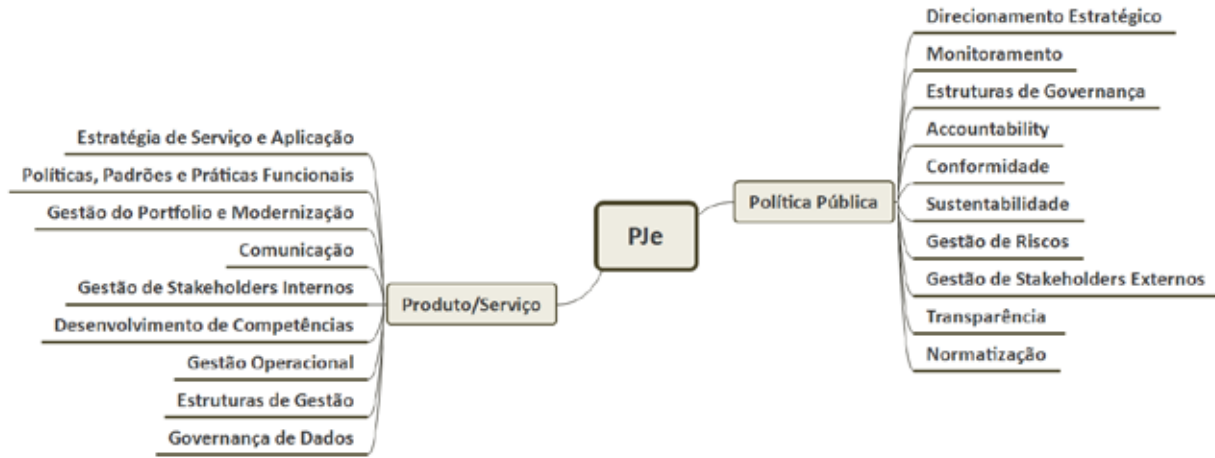 Estratégia de Serviço e Aplicação
Políticas, Padrões e Práticas Funcionais
Gestão do Portfolio e Modernização
Comunicação
Gestão de Stakeholders Internos
Desenvolvimento de Competências
Gestão Operacional
Estruturas de Gestão
Governança de Dados
Produto/Serviço
PJe
Política Pública
Direcionamento Estratégico
Monitoramento
Estruturas de Governança
Accountability
Conformidade
Sustentabilidade
Gestão de Riscos
Gestão de Stakeholders Externos
Transparência
Normatização